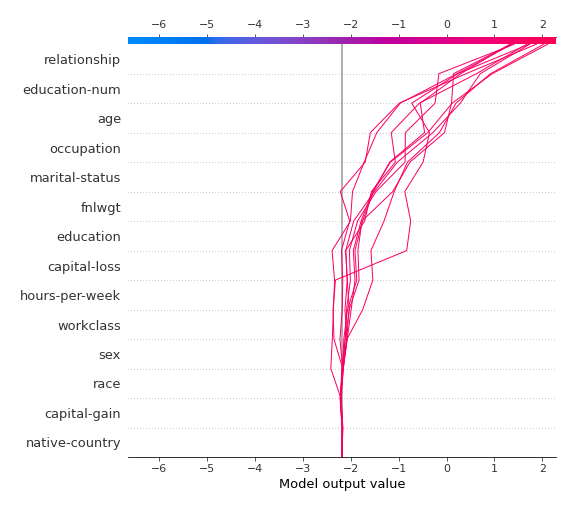 −6 −5 −4 −3 −2 −1 0 1 2
relationship
education-num
age
occupation
marital-status
fnlwgt
education
capital-loss
hours-per-week
workclass
sex
race
capital-gain
native-country
−6 −5 −4 −3 −2 −1 0 1 2
Model output value